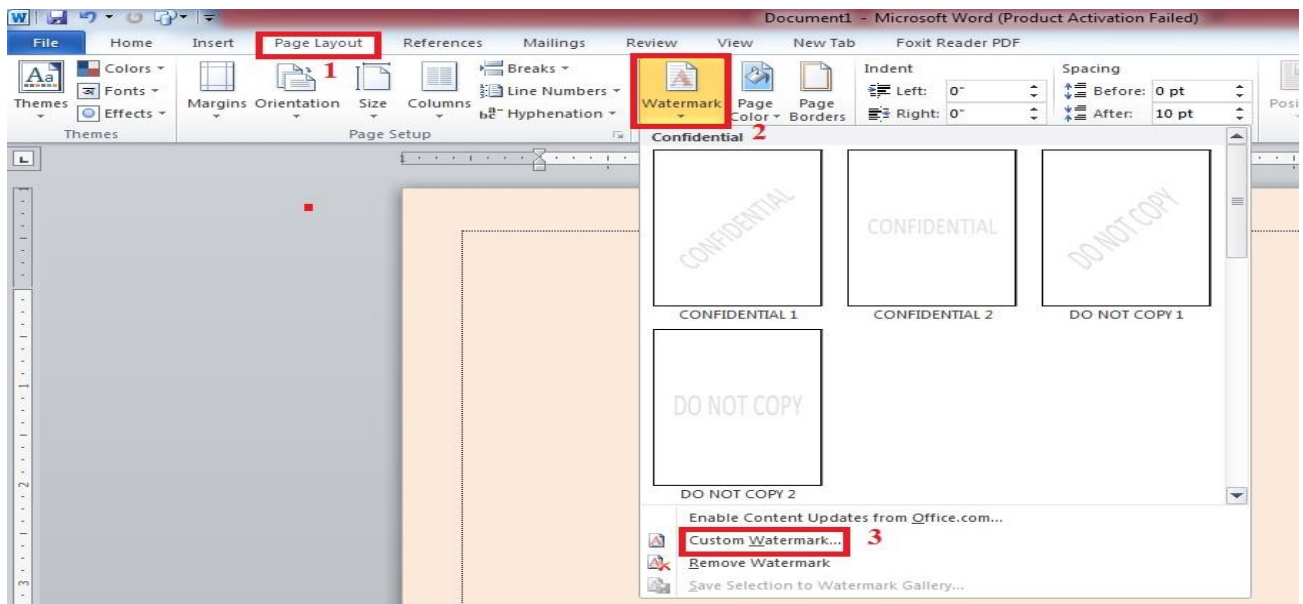 W
Document1 - Microsoft Word (Product Activation Failed)
File Home Insert Page Layout References Mailings Review View New Tab Foxit Reader PDF
1
Aa Colors Breaks Indent Spacing
Fonts Line Numbers Left: 0" Before: 0 pt
Themes Effects Margins Orientation Size Columns Hyphenation Watermark Page Color Page Borders Right: 0" After: 10 pt
Themes Page Setup
2
Confidential
CONFIDENTIAL CONFIDENTIAL DO NOT COPY
CONFIDENTIAL 1 CONFIDENTIAL 2 DO NOT COPY 1
DO NOT COPY
DO NOT COPY 2
Enable Content Updates from Office.com...
Custom Watermark... 3
Remove Watermark
Save Selection to Watermark Gallery...